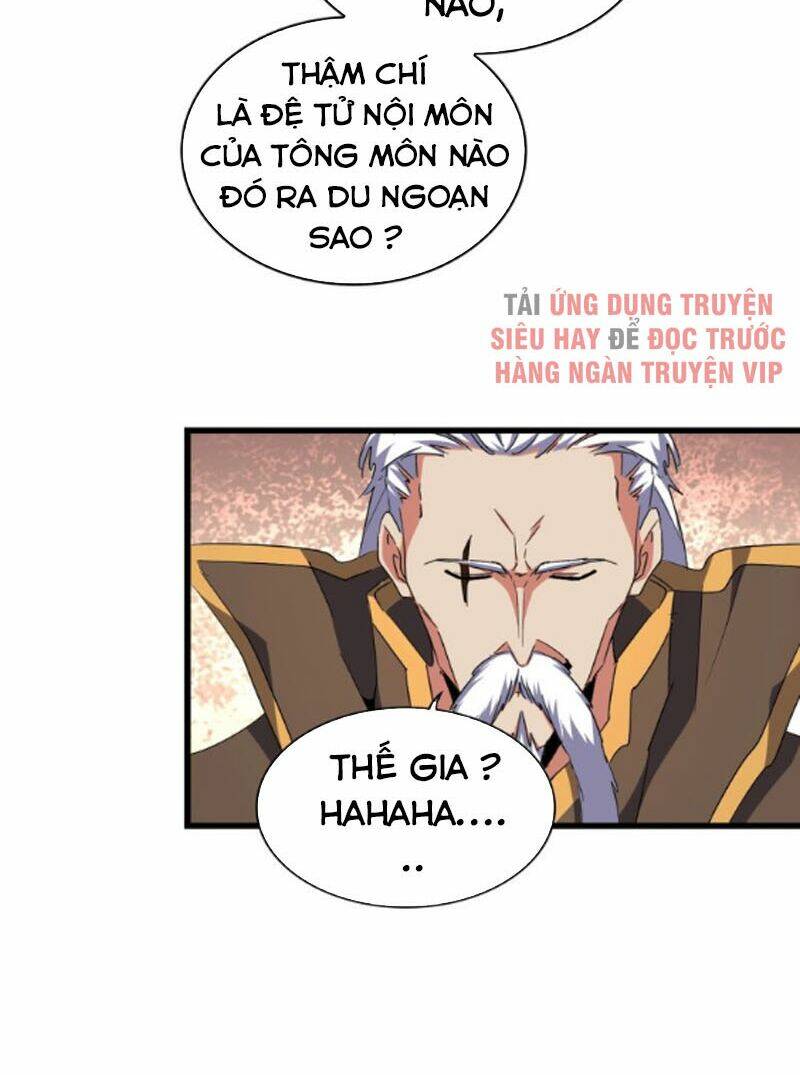 NÀO,
THẬM CHÍ
LÀ ĐỆ TỬ NỘI MÔN
CỦA TÔNG MÔN NÀO
ĐÓ RA DU NGOẠN
SAO ?
TẢI ỨNG DỤNG TRUYỆN
SIÊU HAY ĐỂ ĐỌC TRƯỚC
HÀNG NGÀN TRUYỆN VIP
THẾ GIA ?
HAHAHA....
..